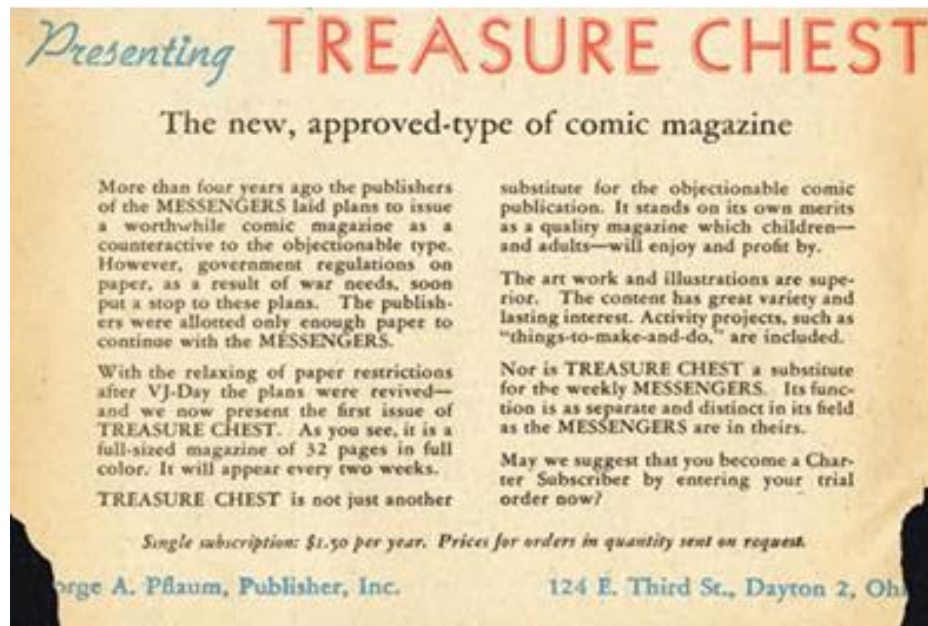 Presenting TREASURE CHEST
The new, approved-type of comic magazine
More than four years ago the publishers
of the MESSENGERS laid plans to issue
a worthwhile comic magazine as a
counteractive to the objectionable type.
However, government regulations on
paper, as a result of war needs, soon
put a stop to these plans. The publish-
ers were allotted only enough paper to
continue with the MESSENGERS.
With the relaxing of paper restrictions
after VJ-Day the plans were revived—
and we now present the first issue of
TREASURE CHEST. As you see, it is a
full-sized magazine of 32 pages in full
color. It will appear every two weeks.
TREASURE CHEST is not just another
substitute for the objectionable comic
publication. It stands on its own merits
as a quality magazine which children—
and adults—will enjoy and profit by.
The art work and illustrations are supe-
rior. The content has great variety and
lasting interest. Activity projects, such as
"things-to-make-and-do," are included.
Nor is TREASURE CHEST a substitute
for the weekly MESSENGERS. Its func-
tion is as separate and distinct in its field
as the MESSENGERS are in theirs.
May we suggest that you become a Char-
ter Subscriber by entering your trial
order now?
Single subscription: $1.50 per year. Prices for orders in quantity sent on request.
orge A. Pflaum, Publisher, Inc. 124 E. Third St., Dayton 2, Ohi